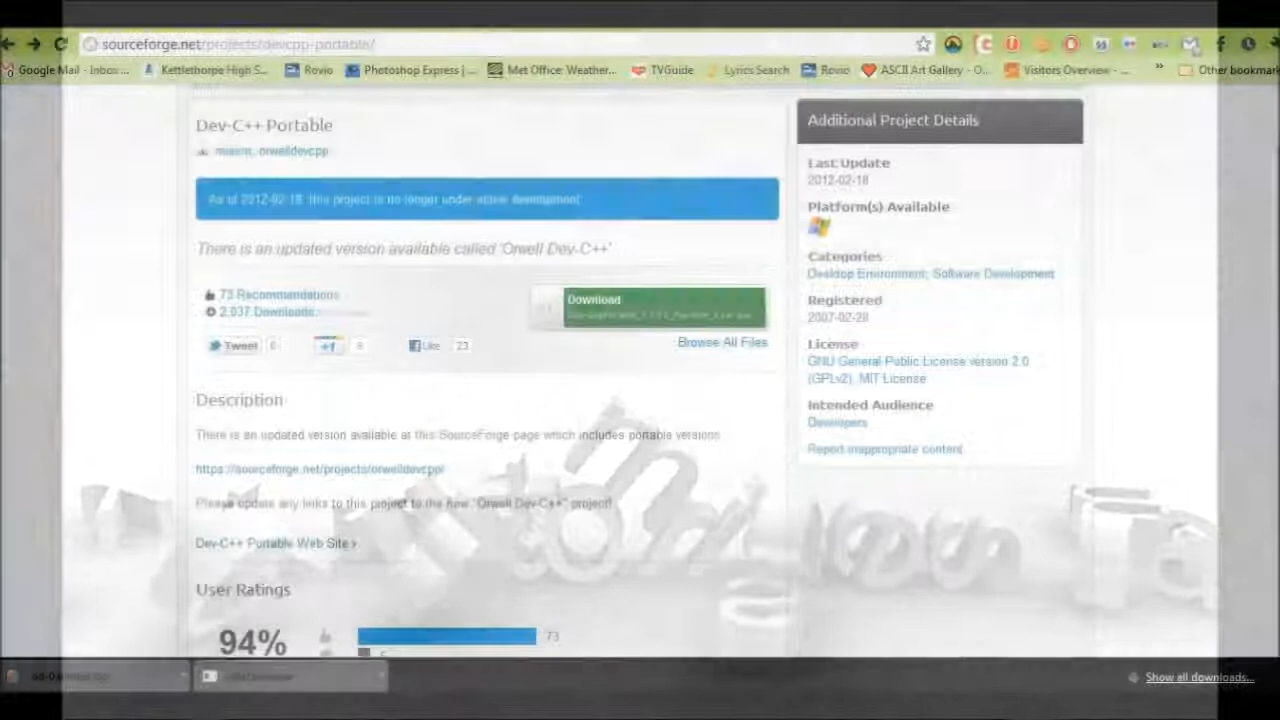 sourceforge.net/projects/devcpp-portable/
Google Mail - Inbox ... Kettlethorpe High S... Rovio Photoshop Express | ... Met Office: Weather... TVGuide Lyrics Search Rovio ASCII Art Gallery - O... Visitors Overview - ... » Other bookmark
Dev-C++ Portable
orwelldevcpp
As of 2012-02-18, this project is no longer under active development.
There is an updated version available called 'Orwell Dev-C++'
73 Recommendations
2,037 Downloads
Download
Tweet 6 +1 8 Like 23
Browse All Files
Description
There is an updated version available at this SourceForge page which includes portable versions
https://sourceforge.net/projects/orwelldevcpp/
Please update any links to this project to the new "Orwell Dev-C++" project!
Dev-C++ Portable Web Site >
User Ratings
94%
73
Additional Project Details
Last Update
2012-02-18
Platform(s) Available
Categories
Desktop Environment, Software Development
Registered
2007-02-28
License
GNU General Public License version 2.0
(GPLv2), MIT License
Intended Audience
Developers
Report inappropriate content
Show all downloads...